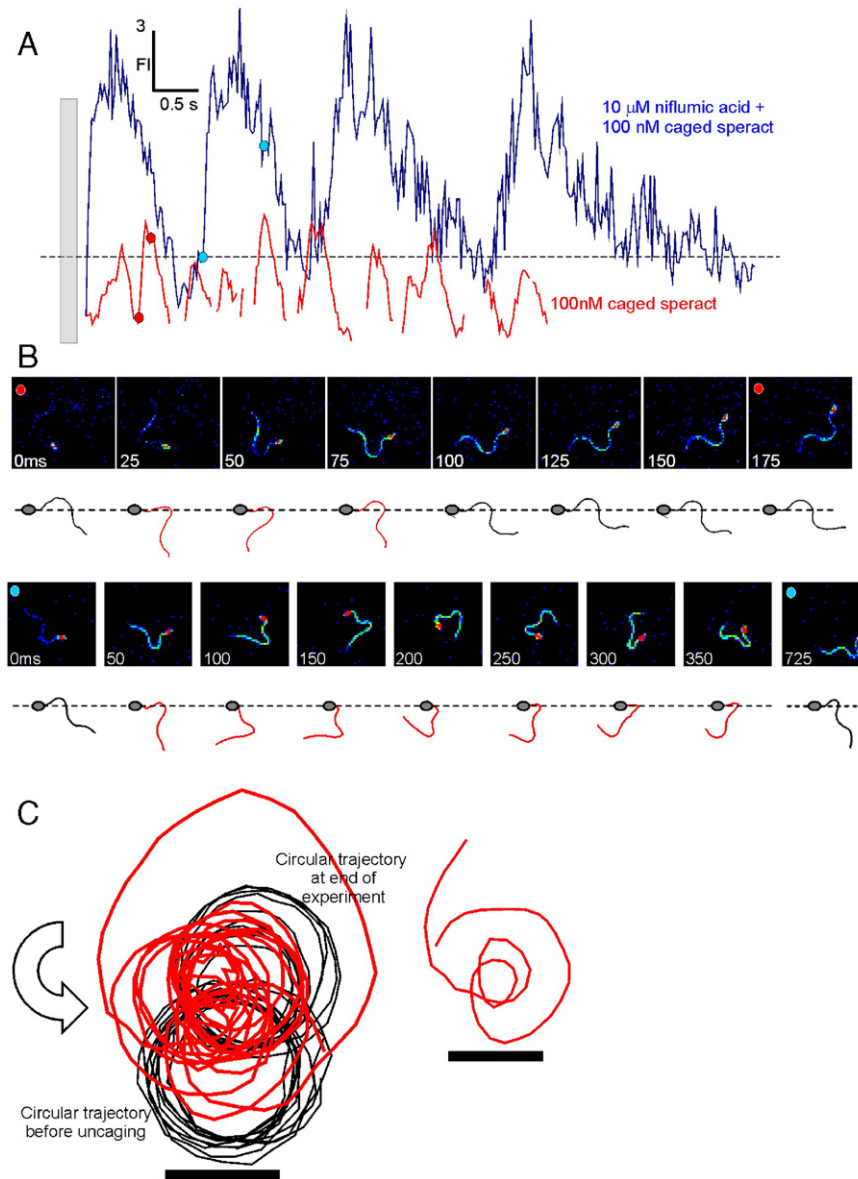 A
3
FI
0.5 s
10 μM niflumic acid +
100 nM caged speract
100nM caged speract
B
0ms
25
50
75
100
125
150
175
0ms
50
100
150
200
250
300
350
725
C
Circular trajectory
at end of
experiment
Circular trajectory
before uncaging